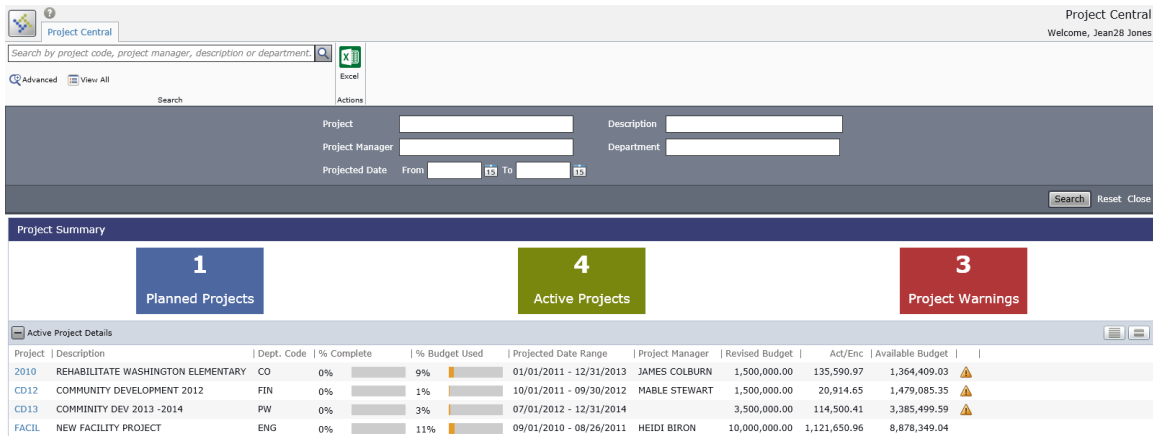 Project Central
Project Central
Welcome, Jean28 Jones
Search by project code, project manager, description or department.
Advanced View All
Excel
Search Actions
Project Description
Project Manager Department
Projected Date From 15 To 15
Search Reset Close
Project Summary
1 4 3
Planned Projects Active Projects Project Warnings
Active Project Details
Project | Description | Dept. Code | % Complete | % Budget Used | Projected Date Range | Project Manager | Revised Budget | Act/Enc | Available Budget | |
2010 REHABILITATE WASHINGTON ELEMENTARY CO 0% 9% 01/01/2011 - 12/31/2013 JAMES COLBURN 1,500,000.00 135,590.97 1,364,409.03
CD12 COMMUNITY DEVELOPMENT 2012 FIN 0% 1% 10/01/2011 - 09/30/2012 MABLE STEWART 1,500,000.00 20,914.65 1,479,085.35
CD13 COMMINITY DEV 2013 -2014 PW 0% 3% 07/01/2012 - 12/31/2014 3,500,000.00 114,500.41 3,385,499.59
FACIL NEW FACILITY PROJECT ENG 0% 11% 09/01/2010 - 08/26/2011 HEIDI BIRON 10,000,000.00 1,121,650.96 8,878,349.04